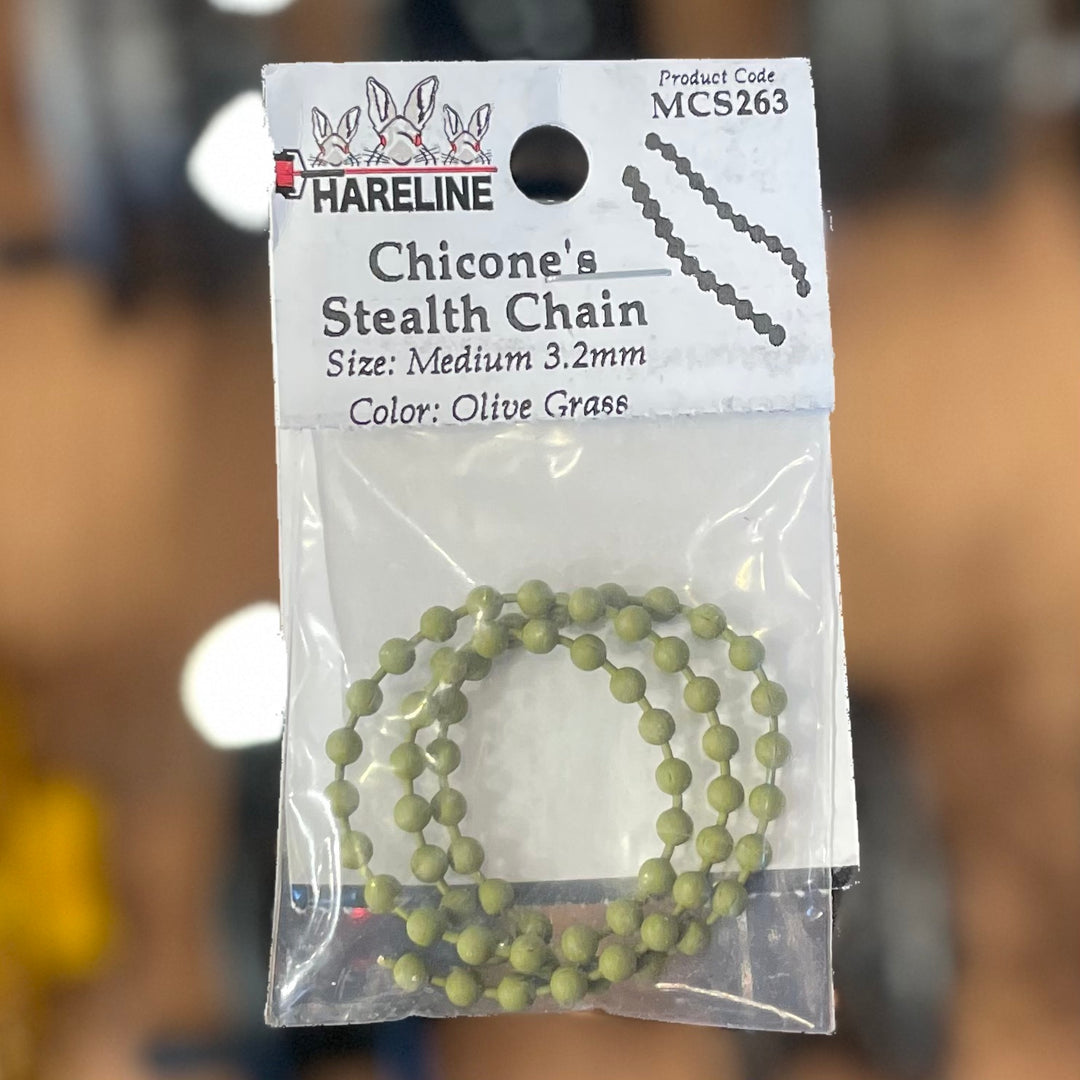 HARELINE
Product Code
MCS263
Chicone's
Stealth Chain
Size: Medium 3.2mm
Color: Olive Grass